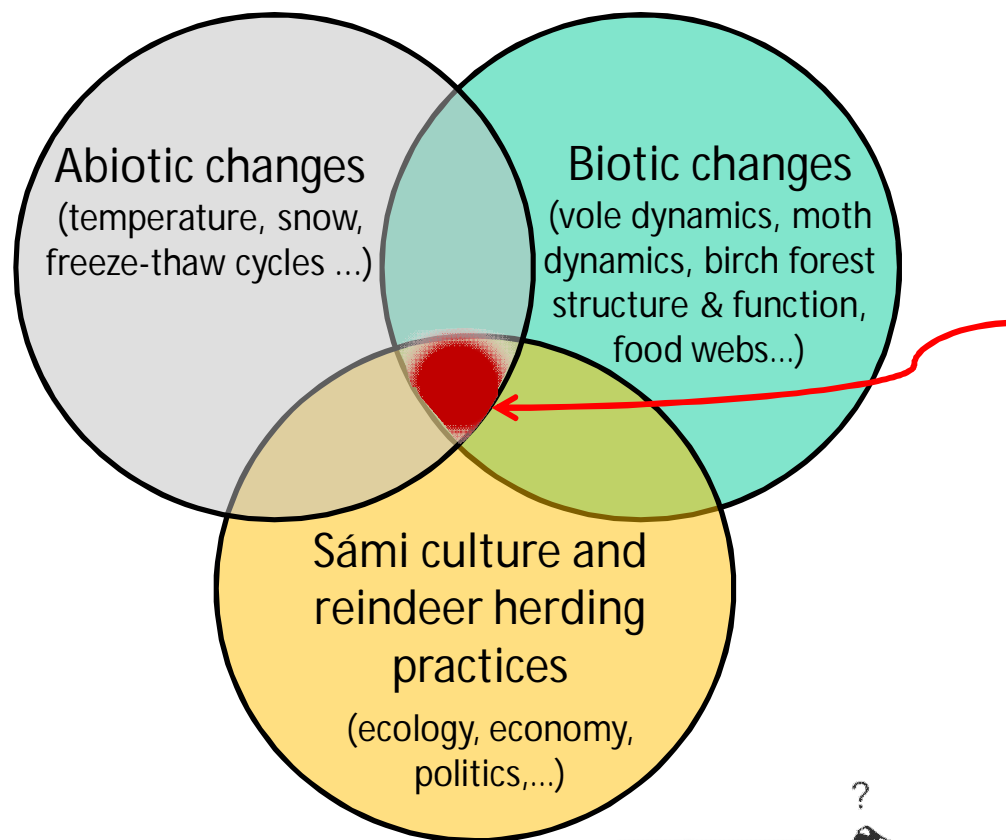 Abiotic changes
(temperature, snow,
freeze-thaw cycles ...)
Biotic changes
(vole dynamics, moth
dynamics, birch forest
structure & function,
food webs...)
Sámi culture and
reindeer herding
practices
(ecology, economy,
politics,...)
?